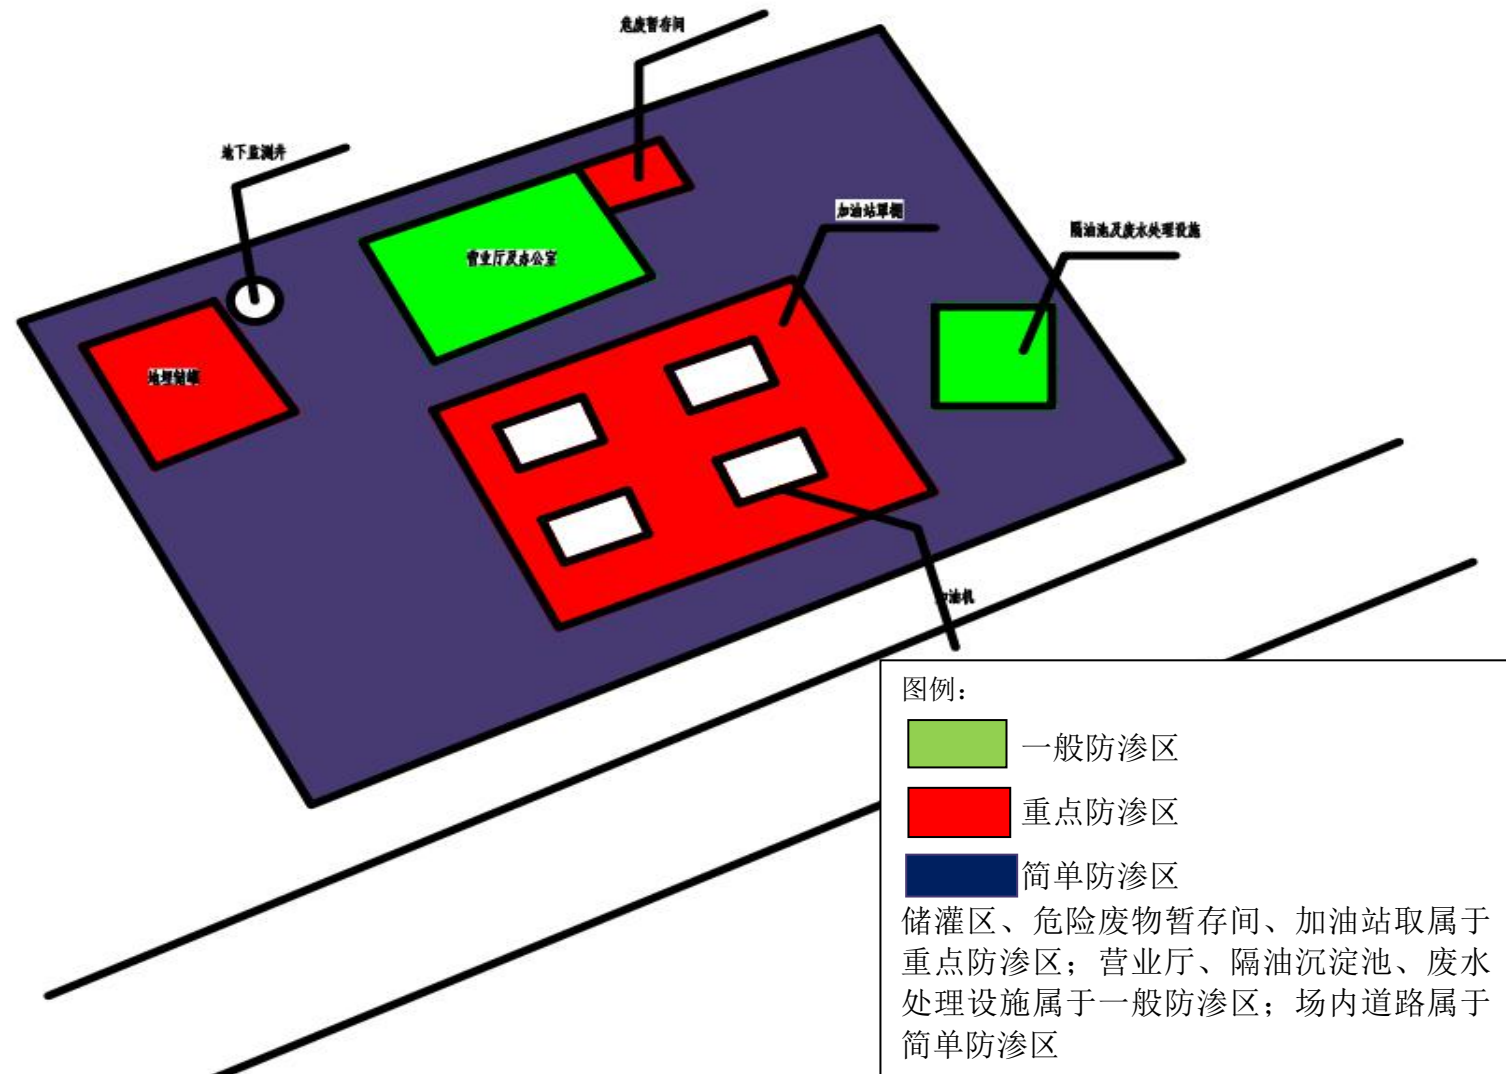 危废暂存间
地下监测井
加油站罩棚
隔油池及废水处理设施
营业厅及办公室
地埋储罐
加油机
图例：
一般防渗区
重点防渗区
简单防渗区
储灌区、危险废物暂存间、加油站取属于
重点防渗区；营业厅、隔油沉淀池、废水
处理设施属于一般防渗区；场内道路属于
简单防渗区